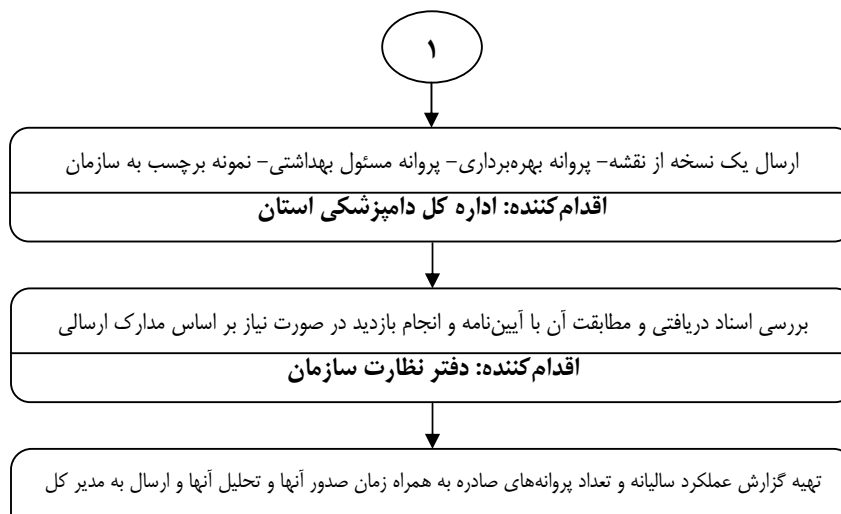 ۱
ارسال یک نسخه از نقشه– پروانه بهره‌برداری– پروانه مسئول بهداشتی– نمونه برچسب به سازمان
اقدام‌کننده: اداره کل دامپزشکی استان
بررسی اسناد دریافتی و مطابقت آن با آیین‌نامه و انجام بازدید در صورت نیاز بر اساس مدارک ارسالی
اقدام‌کننده: دفتر نظارت سازمان
تهیه گزارش عملکرد سالیانه و تعداد پروانه‌های صادره به همراه زمان صدور آنها و تحلیل آنها و ارسال به مدیر کل